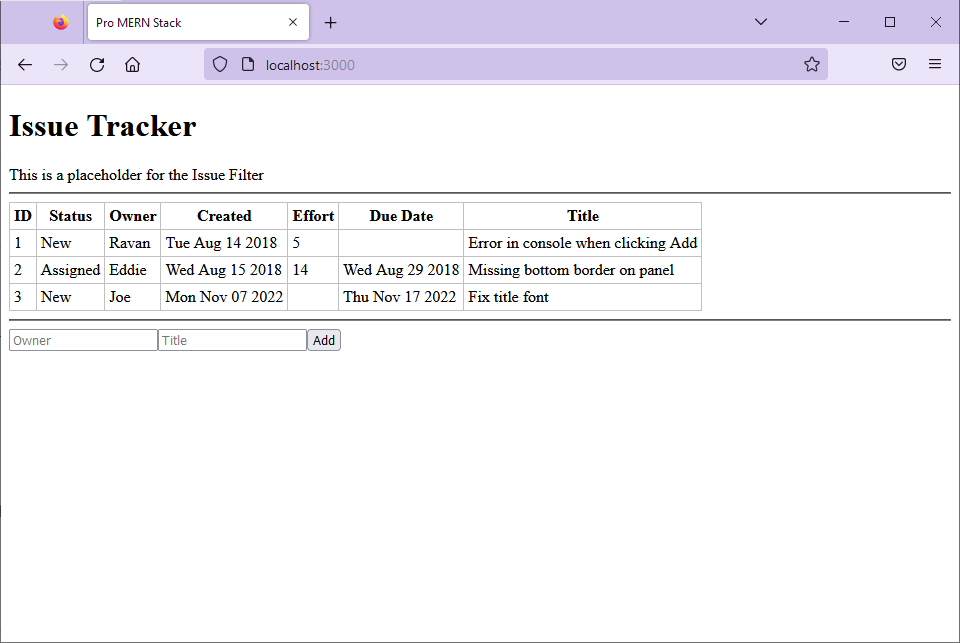 Pro MERN Stack
localhost:3000
Issue Tracker
This is a placeholder for the Issue Filter
ID Status Owner Created Effort Due Date Title
1 New Ravan Tue Aug 14 2018 5 Error in console when clicking Add
2 Assigned Eddie Wed Aug 15 2018 14 Wed Aug 29 2018 Missing bottom border on panel
3 New Joe Mon Nov 07 2022 Thu Nov 17 2022 Fix title font
Owner Title Add